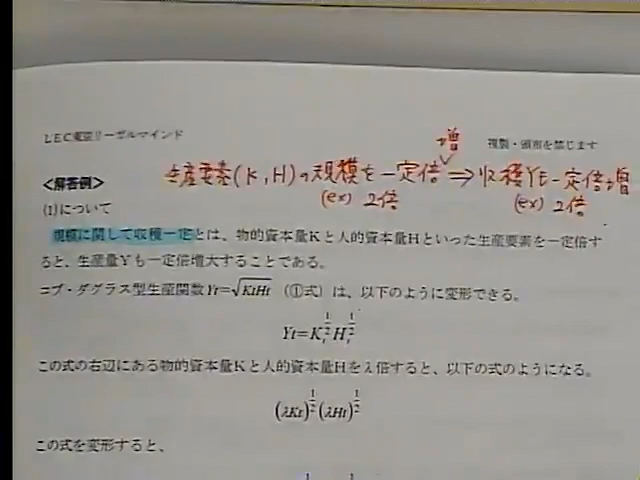 LEC東京リーガルマインド
複製・頒布を禁じます
増
生産要素(K,H)の規模を一定倍 ⇒ 収穫Yも一定倍増
(ex) 2倍 (ex) 2倍
<解答例>
(1)について
規模に関して収穫一定とは、物的資本量Kと人的資本量Hといった生産要素を一定倍す
ると、生産量Yも一定倍増大することである。
コブ・ダグラス型生産関数Yt=√KtHt （①式）は、以下のように変形できる。
Yt=K_t^{1/2}H_t^{1/2}
この式の右辺にある物的資本量Kと人的資本量Hをλ倍すると、以下の式のようになる。
(λKt)^{1/2}(λHt)^{1/2}
この式を変形すると、